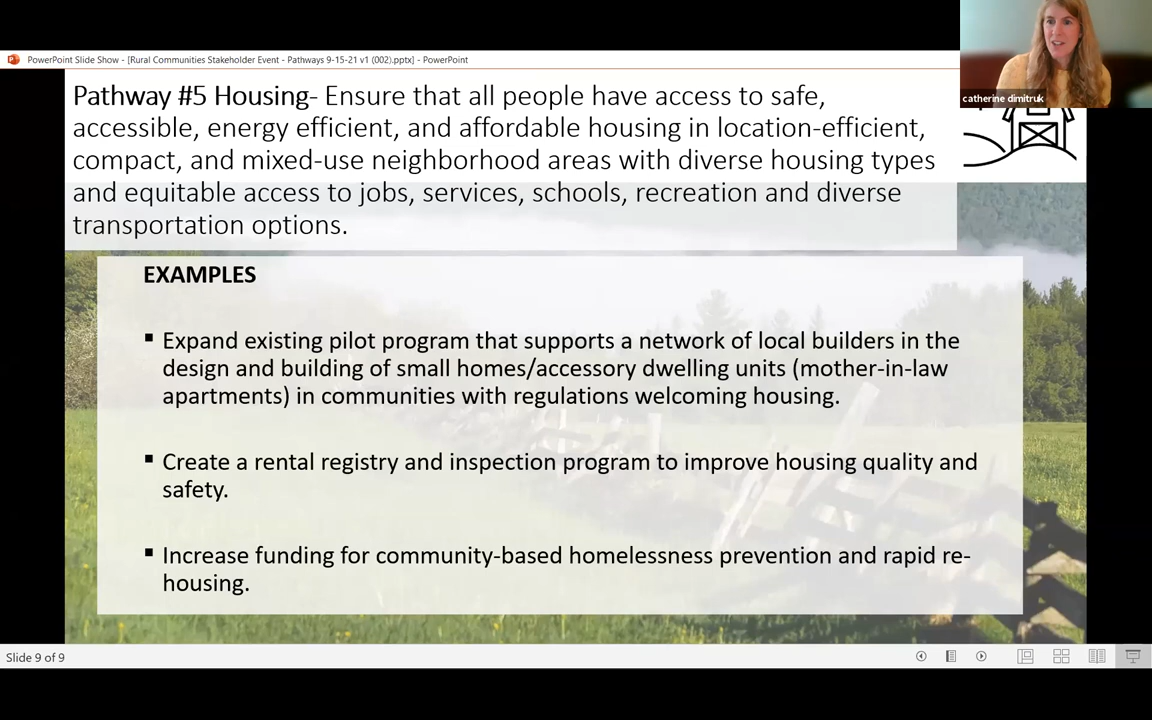 PowerPoint Slide Show - [Rural Communities Stakeholder Event - Pathways 9-15-21 v1 (002).pptx] - PowerPoint
catherine dimitruk
Pathway #5 Housing- Ensure that all people have access to safe,
accessible, energy efficient, and affordable housing in location-efficient,
compact, and mixed-use neighborhood areas with diverse housing types
and equitable access to jobs, services, schools, recreation and diverse
transportation options.
EXAMPLES
▪ Expand existing pilot program that supports a network of local builders in the
design and building of small homes/accessory dwelling units (mother-in-law
apartments) in communities with regulations welcoming housing.
▪ Create a rental registry and inspection program to improve housing quality and
safety.
▪ Increase funding for community-based homelessness prevention and rapid re-
housing.
Slide 9 of 9